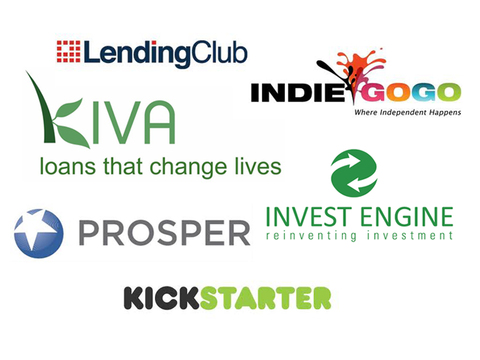 LendingClub
INDIEGOGO
Where Independent Happens
KIVA
loans that change lives
INVEST ENGINE
reinventing investment
PROSPER
KICKSTARTER